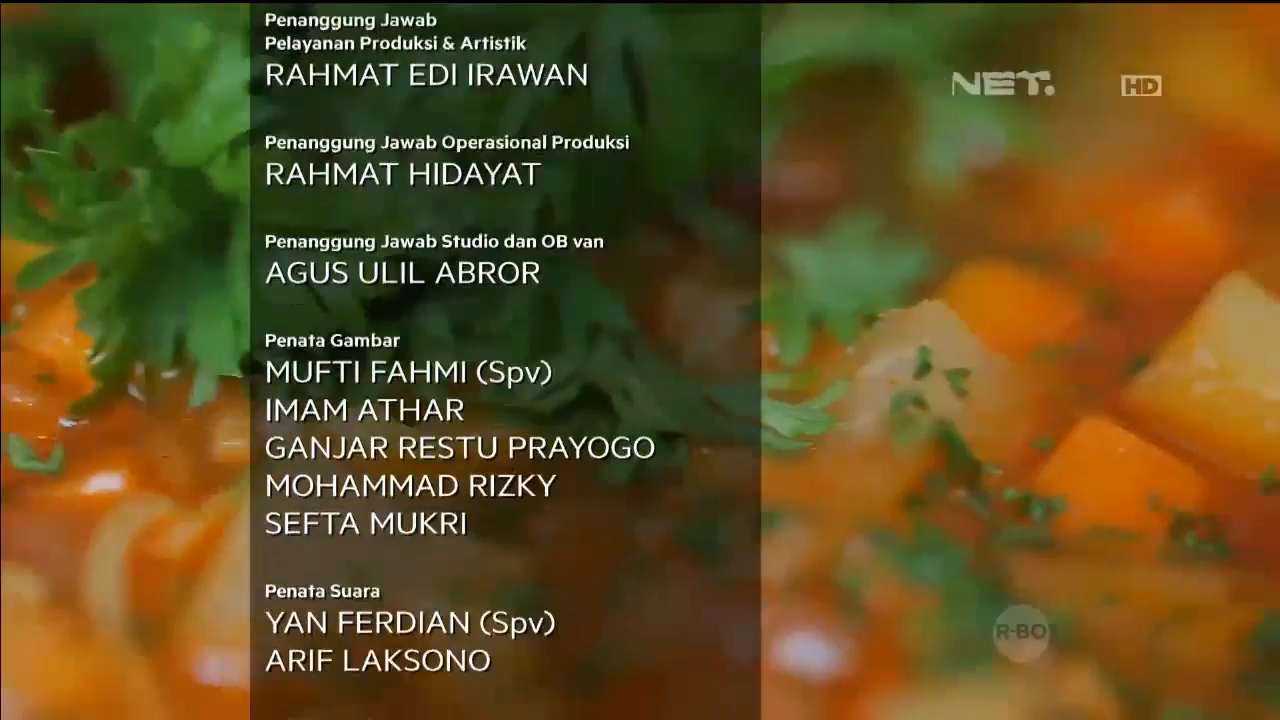 Penanggung Jawab
Pelayanan Produksi & Artistik
RAHMAT EDI IRAWAN
NET.
HD
Penanggung Jawab Operasional Produksi
RAHMAT HIDAYAT
Penanggung Jawab Studio dan OB van
AGUS ULIL ABROR
Penata Gambar
MUFTI FAHMI (Spv)
IMAM ATHAR
GANJAR RESTU PRAYOGO
MOHAMMAD RIZKY
SEFTA MUKRI
Penata Suara
YAN FERDIAN (Spv)
ARIF LAKSONO
R-BO